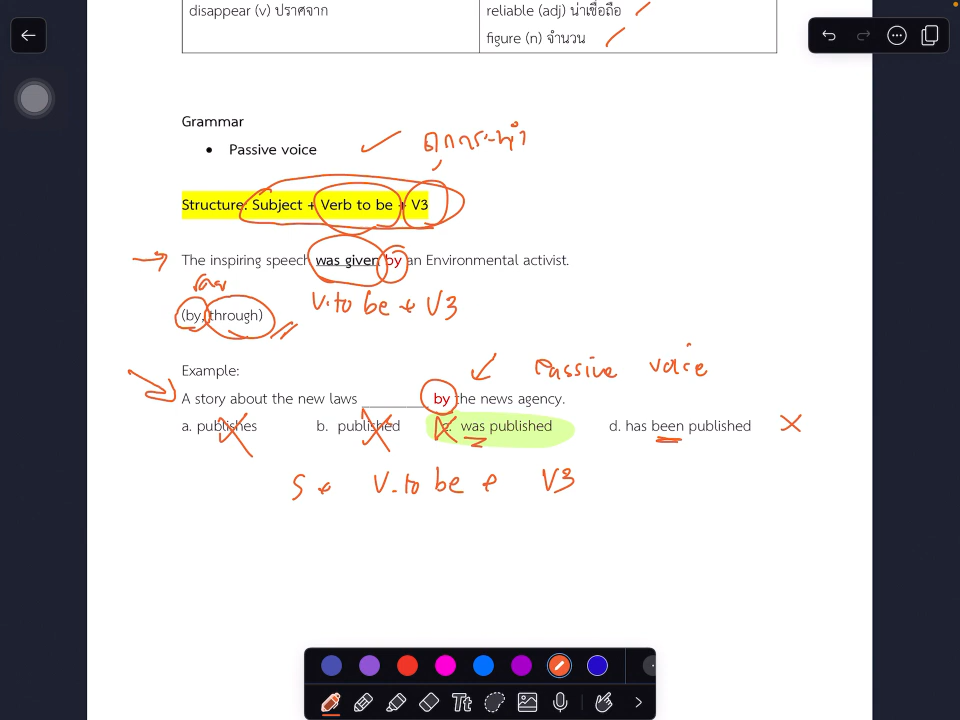 disappear (v) ปราศจาก
reliable (adj) น่าเชื่อถือ
figure (n) จำนวน
Grammar
• Passive voice
ถูกกระทำ
Structure: Subject + Verb to be + V3
The inspiring speech was given by an Environmental activist.
(by, through)
V.to be + V3
Example:
Passive voice
A story about the new laws __________ by the news agency.
a. publishes b. published c. was published d. has been published
S + V.to be + V3
Tt